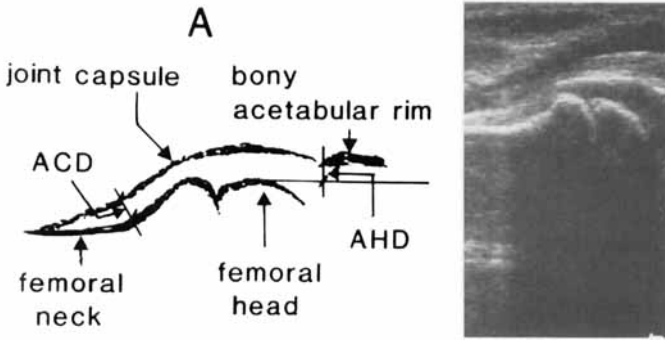 A
joint capsule
bony
acetabular rim
ACD
AHD
femoral
neck
femoral
head